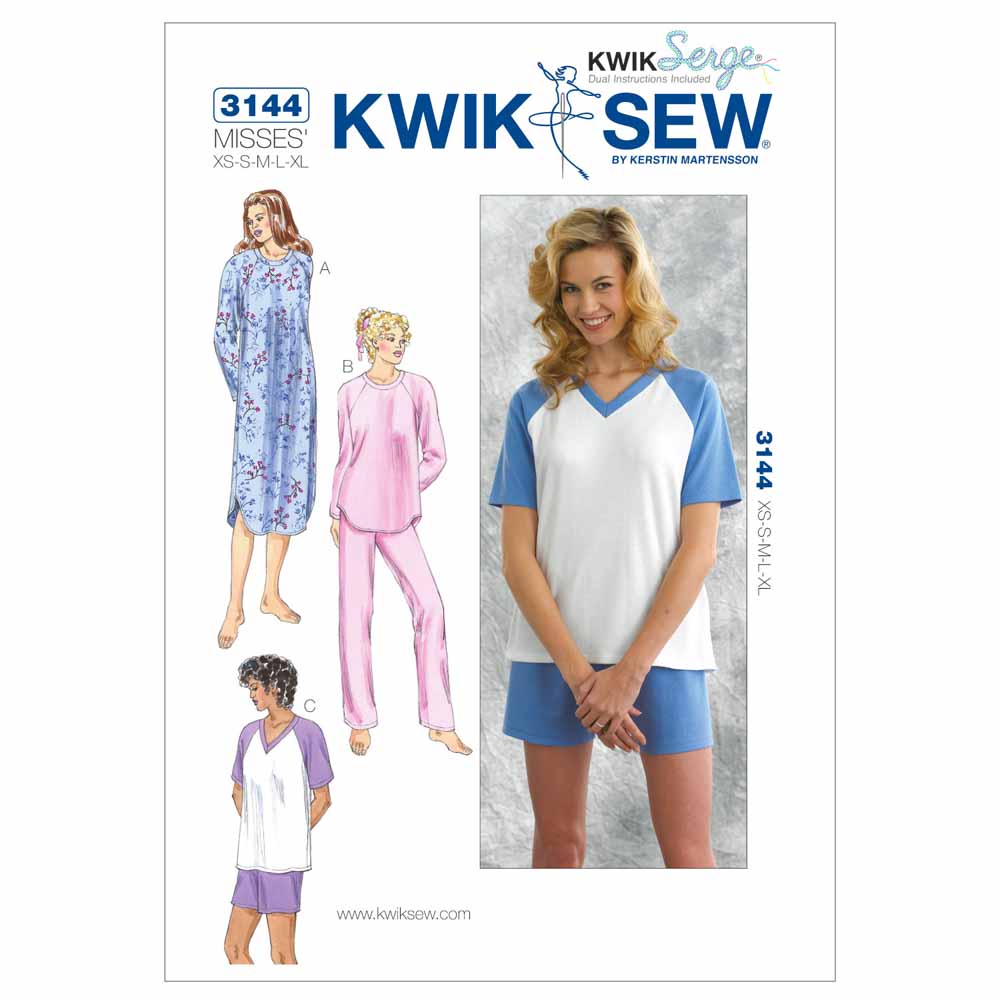 KWIK Serge®
Dual Instructions Included
3144
MISSES'
XS-S-M-L-XL
KWIK SEW®
BY KERSTIN MARTENSSON
A
B
C
3144 XS-S-M-L-XL
www.kwiksew.com